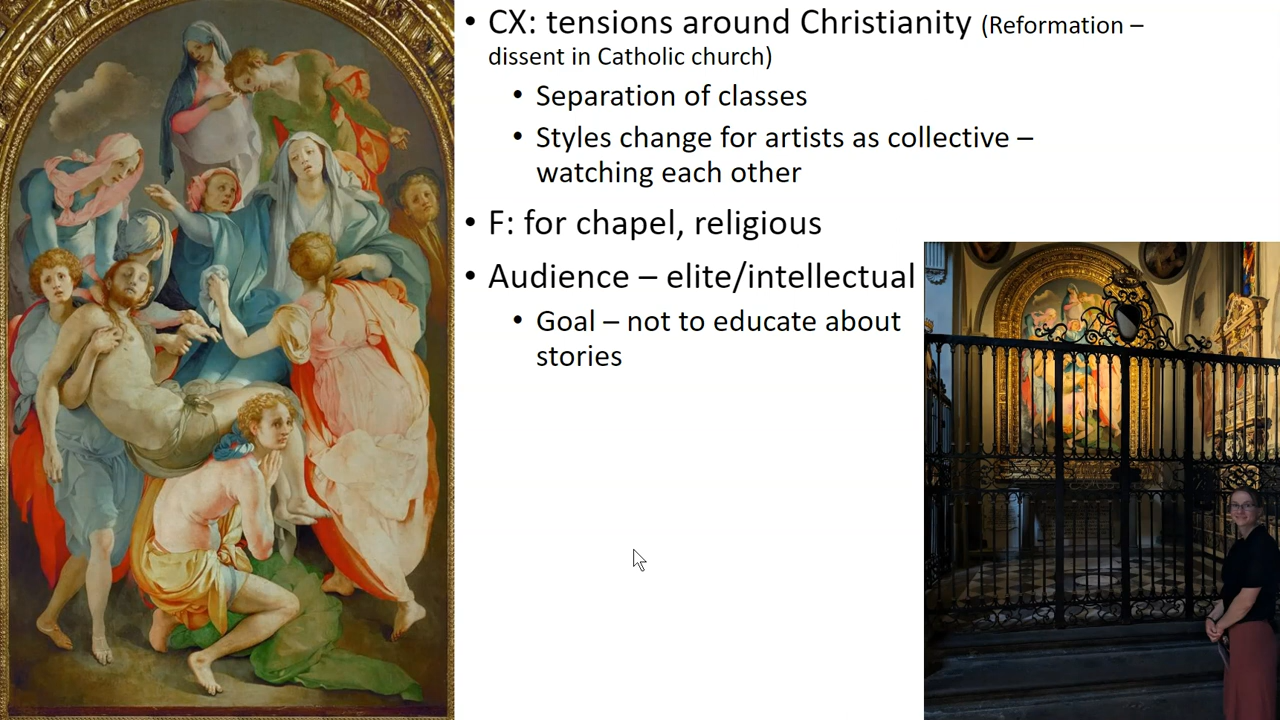 • CX: tensions around Christianity (Reformation –
dissent in Catholic church)
• Separation of classes
• Styles change for artists as collective –
watching each other
• F: for chapel, religious
• Audience – elite/intellectual
• Goal – not to educate about
stories